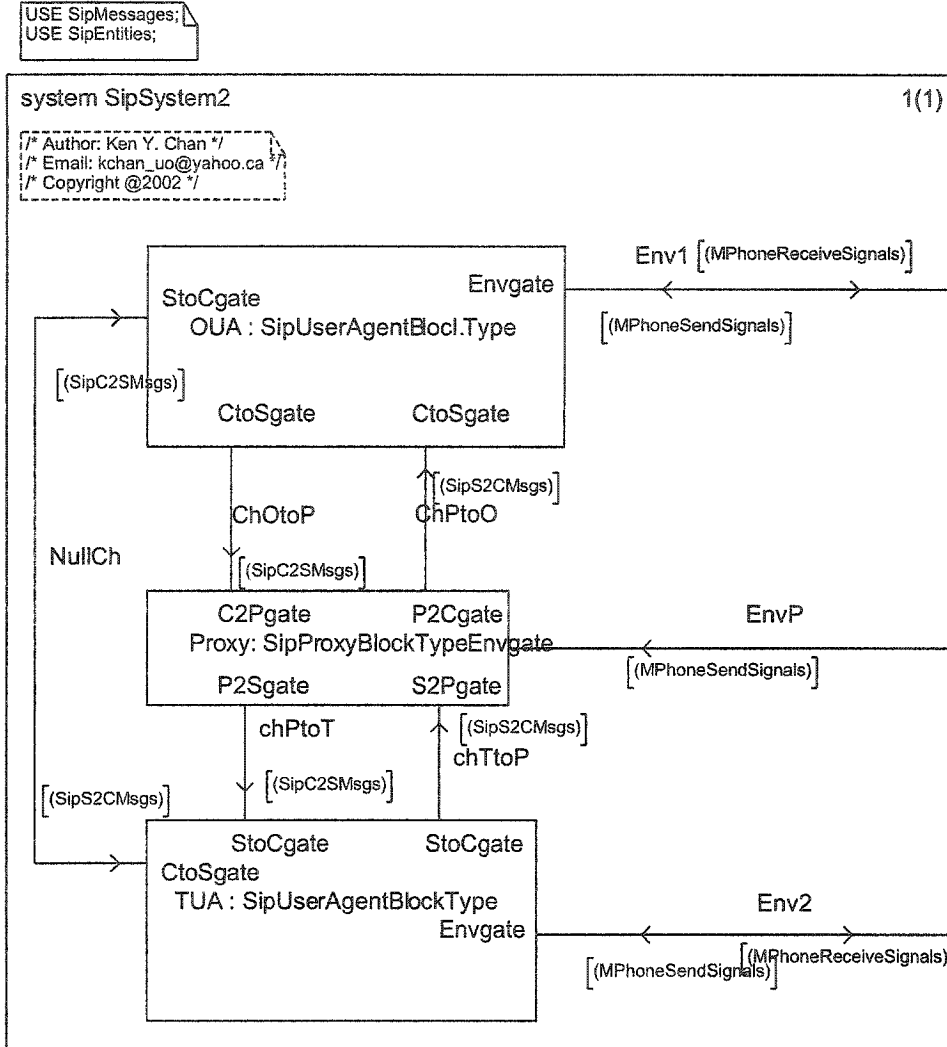 USE SipMessages;
USE SipEntities;
system SipSystem2
1(1)
/* Author: Ken Y. Chan */
/* Email: kchan_uo@yahoo.ca */
/* Copyright @2002 */
Env1 [(MPhoneReceiveSignals)]
Envgate
StoCgate
OUA : SipUserAgentBlocl.Type
[(MPhoneSendSignals)]
[(SipC2SMsgs)]
CtoSgate CtoSgate
[(SipS2CMsgs)]
ChOtoP ChPtoO
NullCh
[(SipC2SMsgs)]
C2Pgate P2Cgate
EnvP
Proxy: SipProxyBlockTypeEnvgate
[(MPhoneSendSignals)]
P2Sgate S2Pgate
chPtoT
[(SipS2CMsgs)]
chTtoP
[(SipC2SMsgs)]
[(SipS2CMsgs)]
StoCgate StoCgate
CtoSgate
TUA : SipUserAgentBlockType
Env2
Envgate
[(MPhoneReceiveSignals)
[(MPhoneSendSignals)]